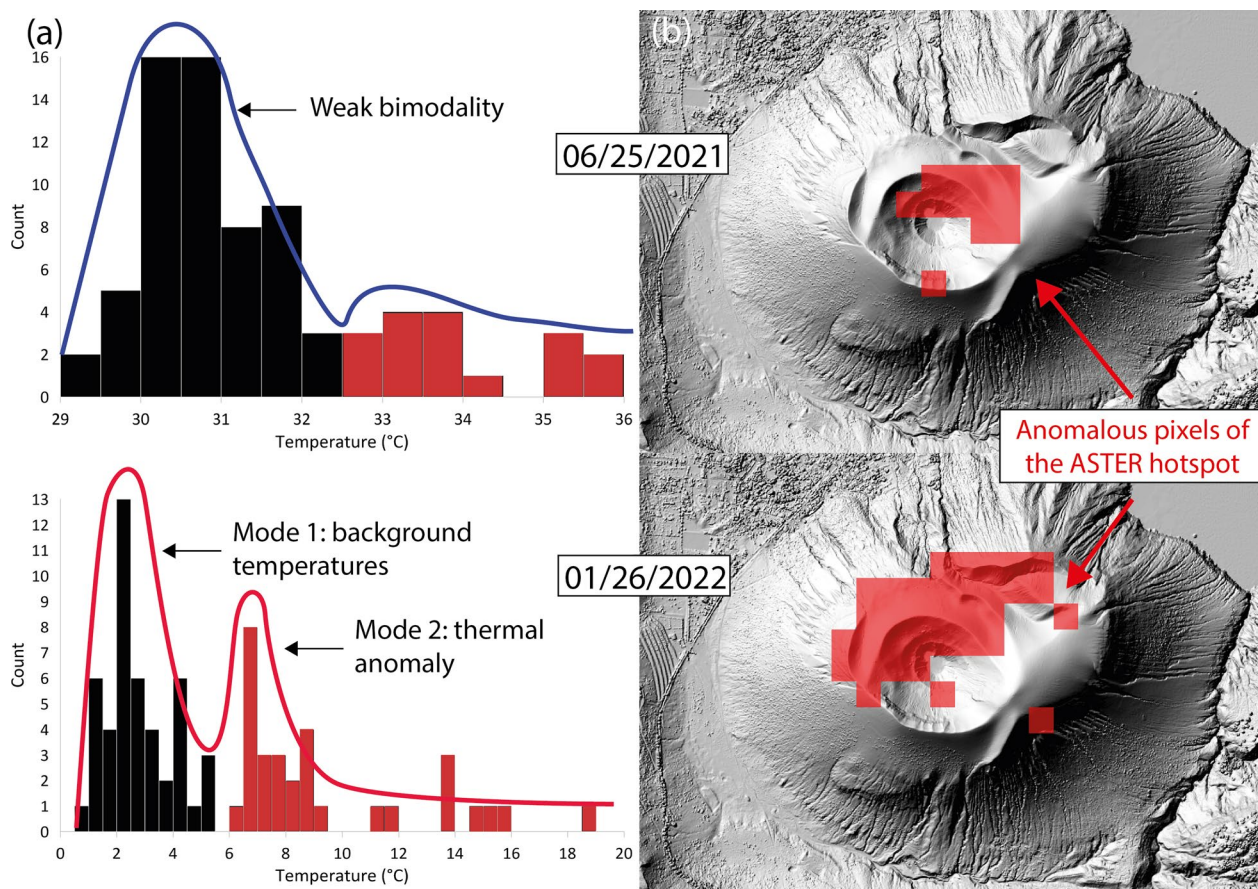 (a)
16
14
12
10
8
6
4
2
0
Count
29 30 31 32 33 34 35 36
Temperature (°C)
Weak bimodality
(b)
06/25/2021
Anomalous pixels of
the ASTER hotspot
13
12
11
10
9
8
7
6
5
4
3
2
1
0
Count
0 2 4 6 8 10 12 14 16 18 20
Temperature (°C)
Mode 1: background
temperatures
Mode 2: thermal
anomaly
01/26/2022